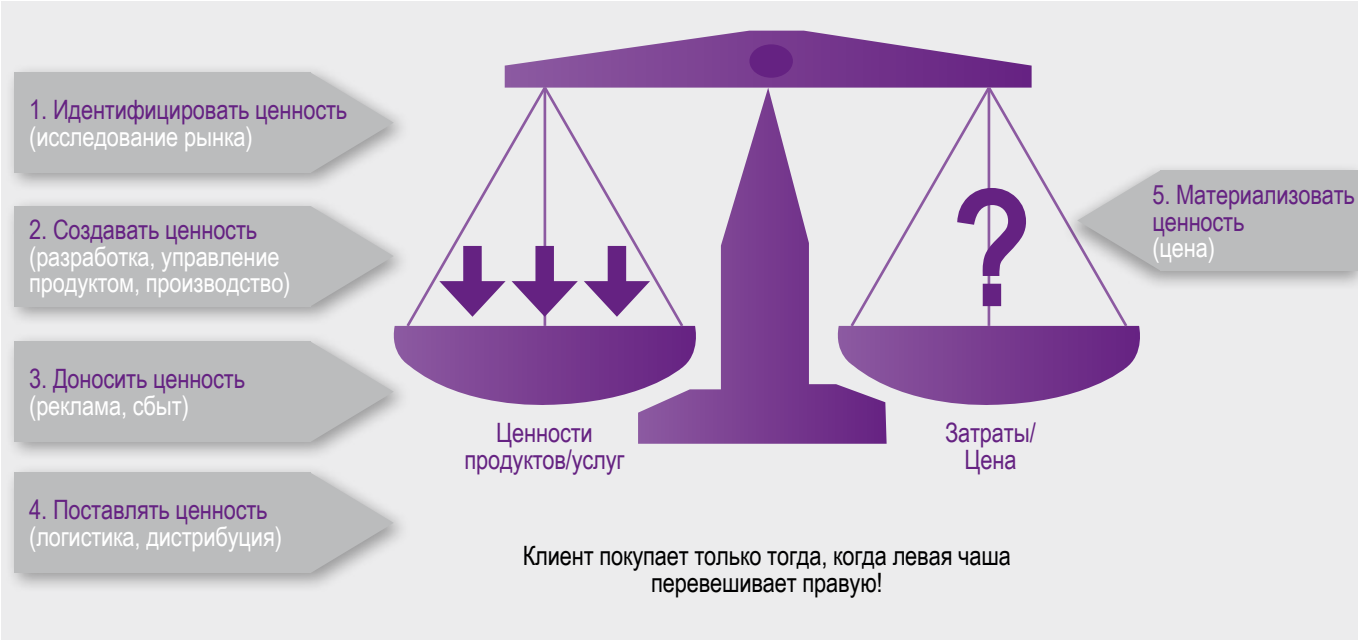 1. Идентифицировать ценность
(исследование рынка)
2. Создавать ценность
(разработка, управление
продуктом, производство)
3. Доносить ценность
(реклама, сбыт)
4. Поставлять ценность
(логистика, дистрибуция)
?
5. Материализовать
ценность
(цена)
Ценности
продуктов/услуг
Затраты/
Цена
Клиент покупает только тогда, когда левая чаша
перевешивает правую!